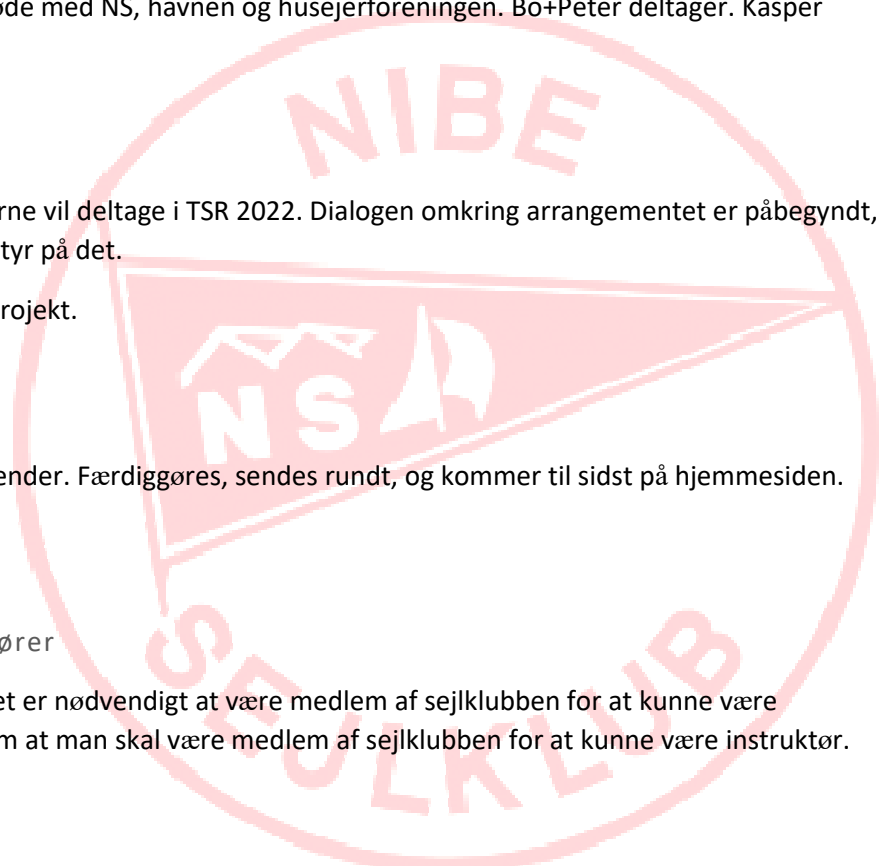 øde med NS, havnen og husejerforeningen. Bo+Peter deltager. Kasper
NIBE
rne vil deltage i TSR 2022. Dialogen omkring arrangementet er påbegyndt,
tyr på det.
rojekt.
NS
ender. Færdiggøres, sendes rundt, og kommer til sidst på hjemmesiden.
ører
et er nødvendigt at være medlem af sejlklubben for at kunne være
m at man skal være medlem af sejlklubben for at kunne være instruktør.
SEJLKLUB